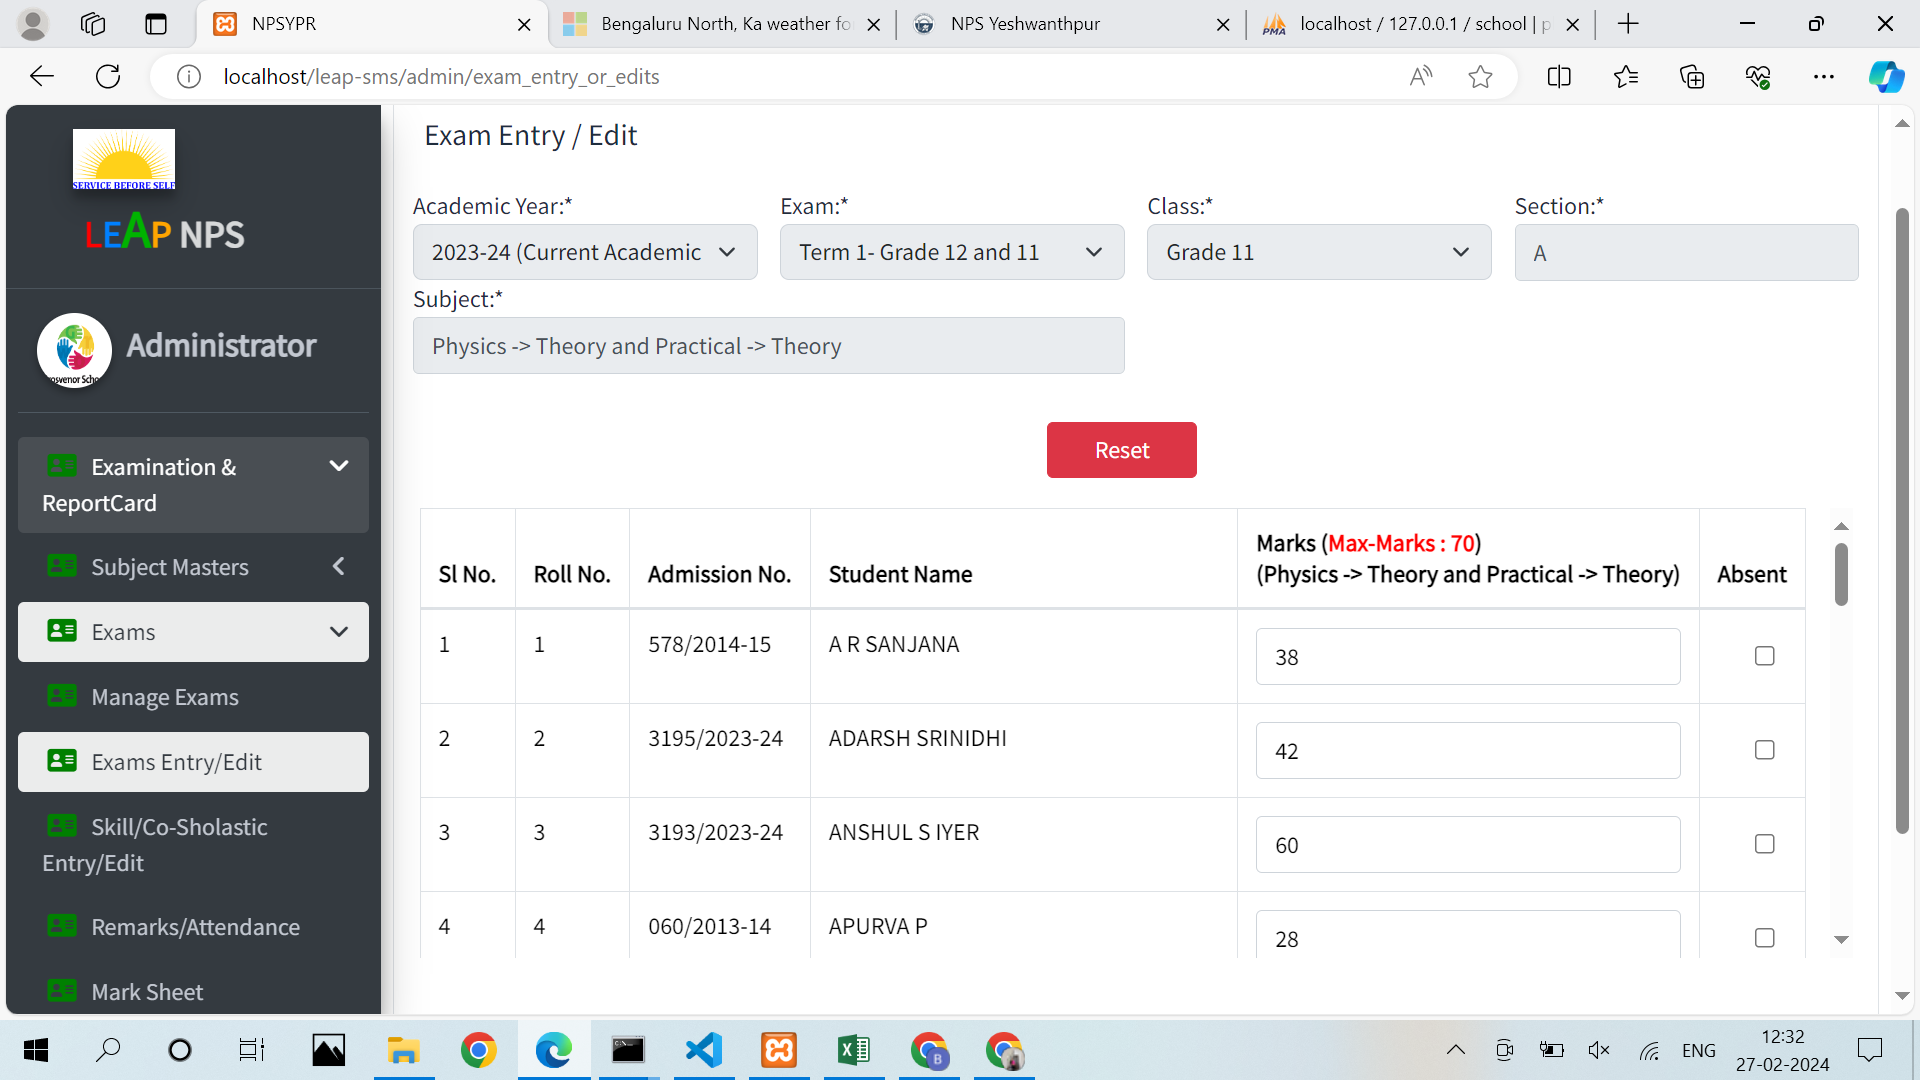 NPSYPR
Bengaluru North, Ka weather fo
NPS Yeshwanthpur
localhost / 127.0.0.1 / school | p
localhost/leap-sms/admin/exam_entry_or_edits
SERVICE BEFORE SELF
LEAP NPS
Administrator
Examination &
ReportCard
Subject Masters
Exams
Manage Exams
Exams Entry/Edit
Skill/Co-Sholastic
Entry/Edit
Remarks/Attendance
Mark Sheet
Exam Entry / Edit
Academic Year:* Exam:* Class:* Section:*
2023-24 (Current Academic Term 1- Grade 12 and 11 Grade 11 A
Subject:*
Physics -> Theory and Practical -> Theory
Reset
Marks (Max-Marks : 70)
Sl No. Roll No. Admission No. Student Name (Physics -> Theory and Practical -> Theory) Absent
1 1 578/2014-15 A R SANJANA 38
2 2 3195/2023-24 ADARSH SRINIDHI 42
3 3 3193/2023-24 ANSHUL S IYER 60
4 4 060/2013-14 APURVA P 28
ENG
12:32
27-02-2024